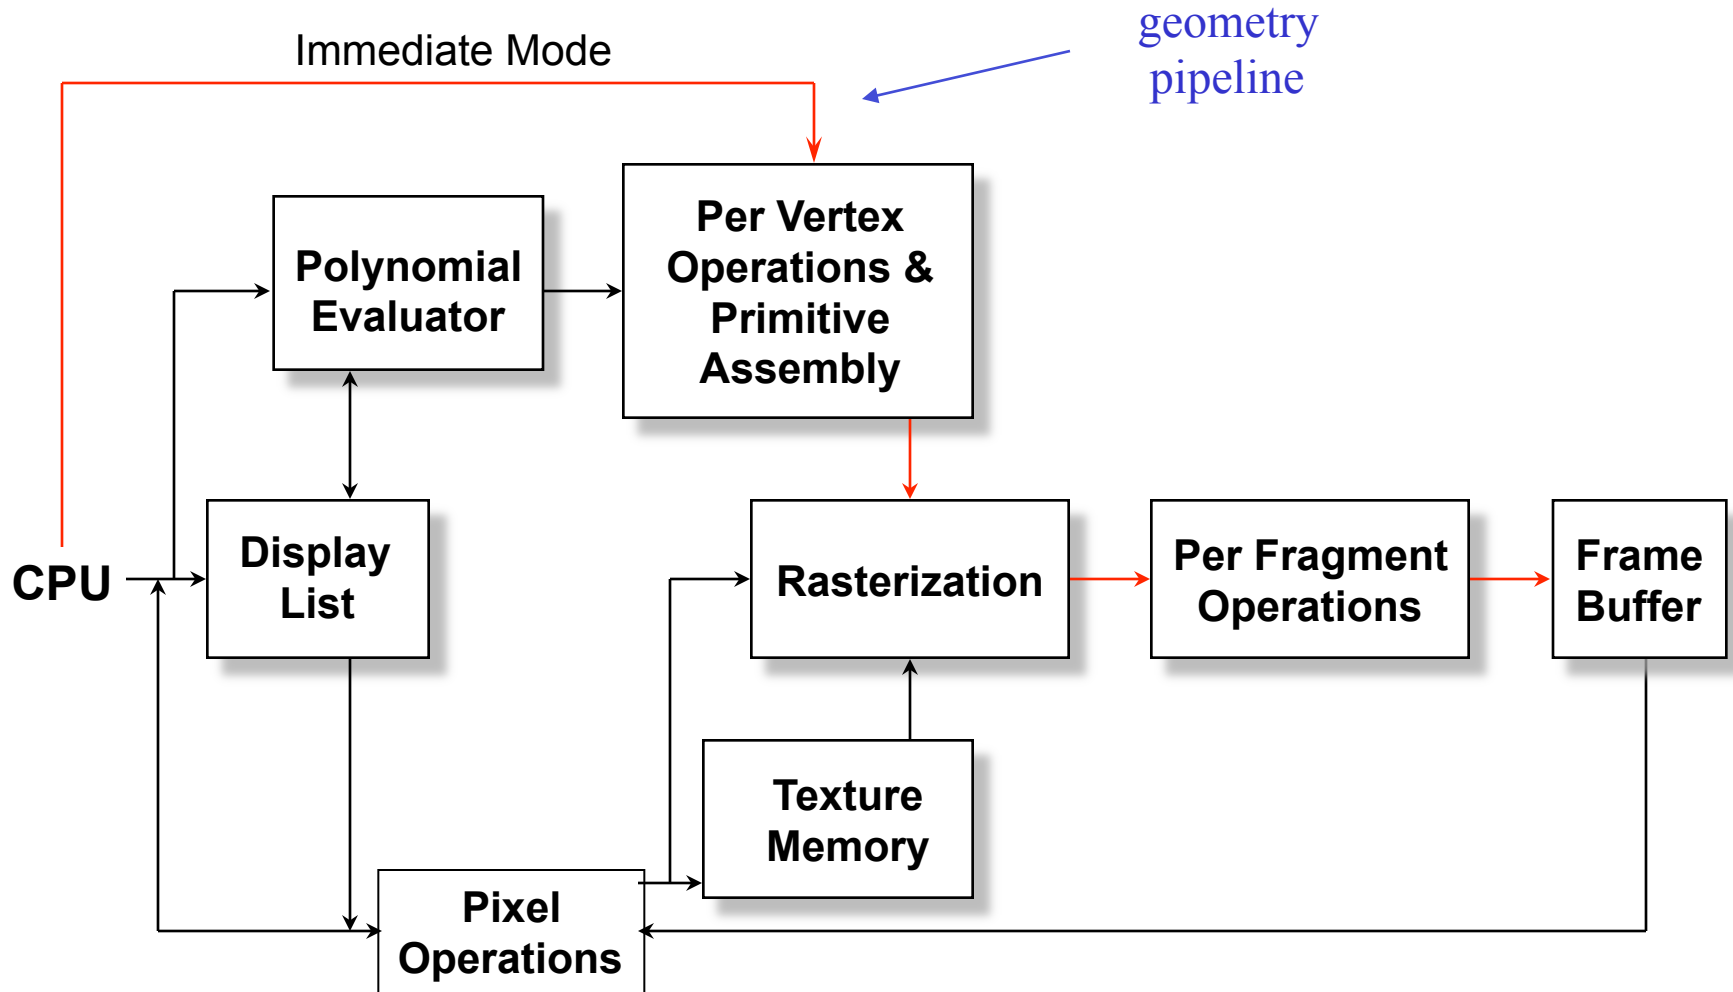 geometry
pipeline
Immediate Mode
Per Vertex
Operations &
Primitive
Assembly
Polynomial
Evaluator
CPU
Display
List
Rasterization
Per Fragment
Operations
Frame
Buffer
Texture
Memory
Pixel
Operations